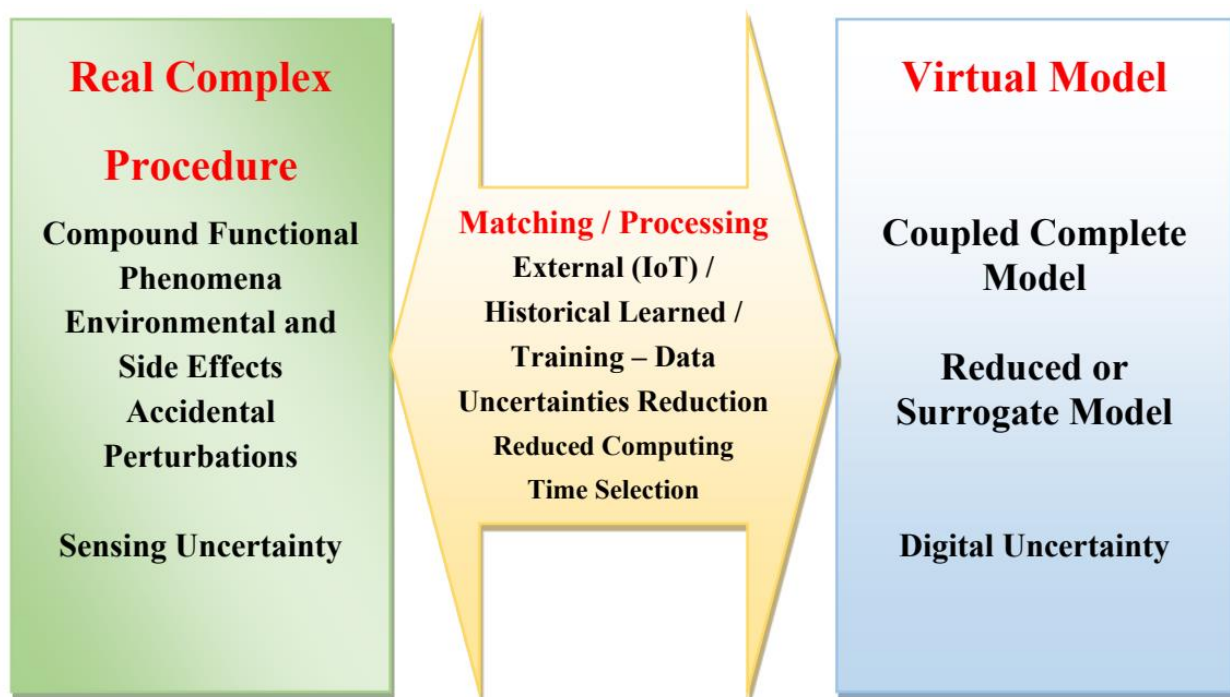 Real Complex
Procedure
Compound Functional
Phenomena
Environmental and
Side Effects
Accidental
Perturbations
Sensing Uncertainty
Matching / Processing
External (IoT) /
Historical Learned /
Training – Data
Uncertainties Reduction
Reduced Computing
Time Selection
Virtual Model
Coupled Complete
Model
Reduced or
Surrogate Model
Digital Uncertainty